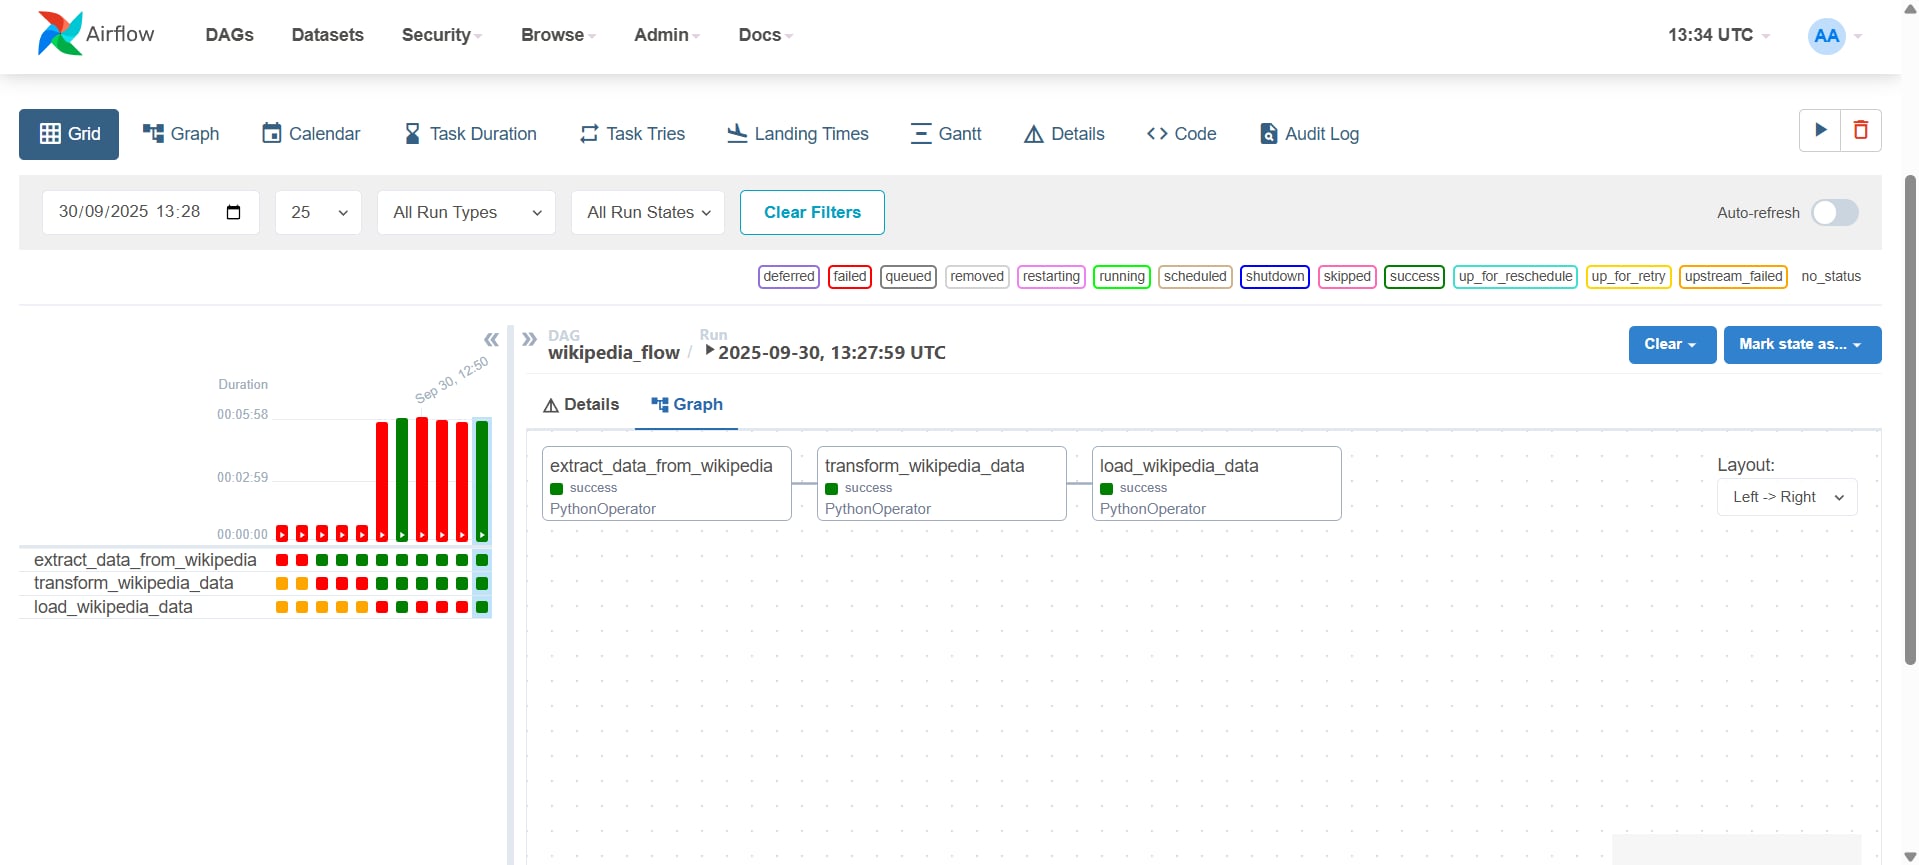 Airflow DAGs Datasets Security Browse Admin Docs 13:34 UTC AA
Grid Graph Calendar Task Duration Task Tries Landing Times Gantt Details Code Audit Log
30/09/2025 13:28 25 All Run Types All Run States Clear Filters Auto-refresh
deferred failed queued removed restarting running scheduled shutdown skipped success up_for_reschedule up_for_retry upstream_failed no_status
Duration
Sep 30, 12:50
00:05:58
00:02:59
00:00:00
extract_data_from_wikipedia
transform_wikipedia_data
load_wikipedia_data
DAG Run
wikipedia_flow / 2025-09-30, 13:27:59 UTC
Clear Mark state as...
Details Graph
extract_data_from_wikipedia
success
PythonOperator
transform_wikipedia_data
success
PythonOperator
load_wikipedia_data
success
PythonOperator
Layout:
Left -> Right